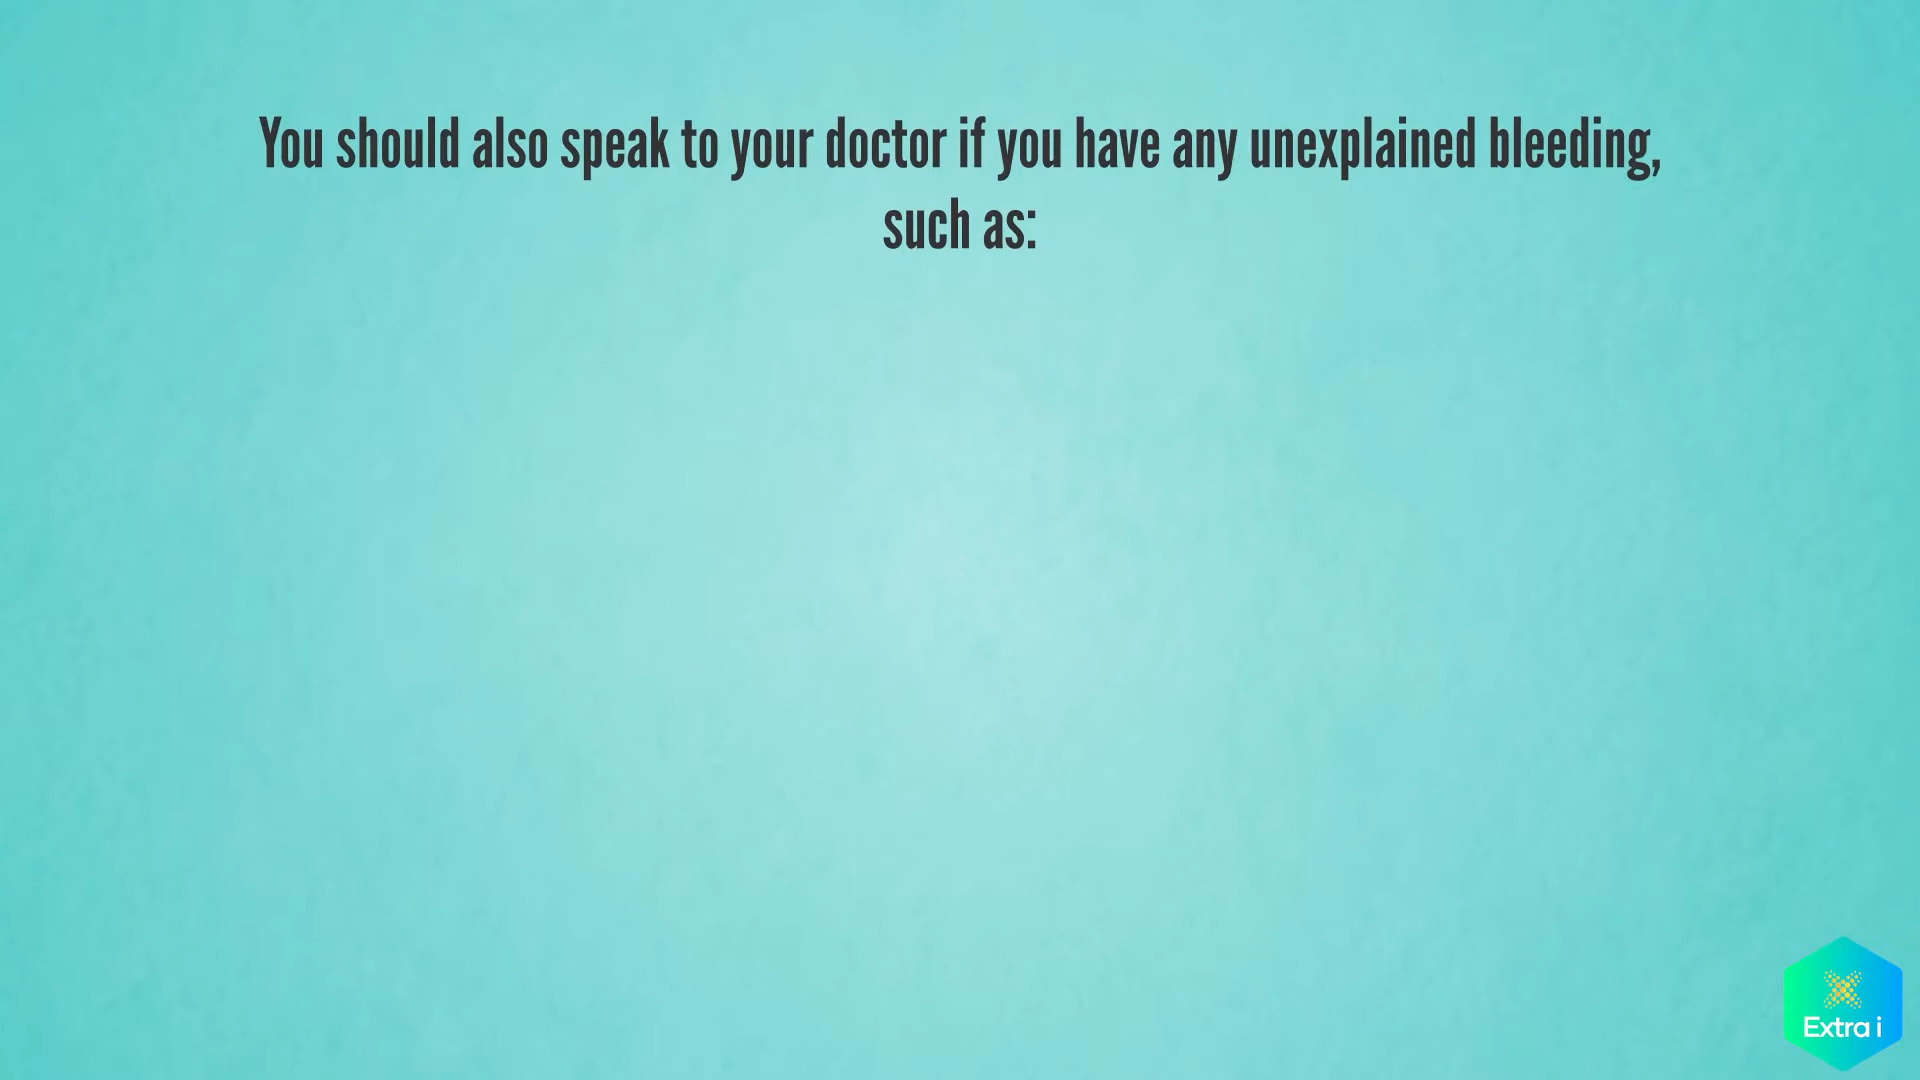 You should also speak to your doctor if you have any unexplained bleeding,
such as:
Extra i